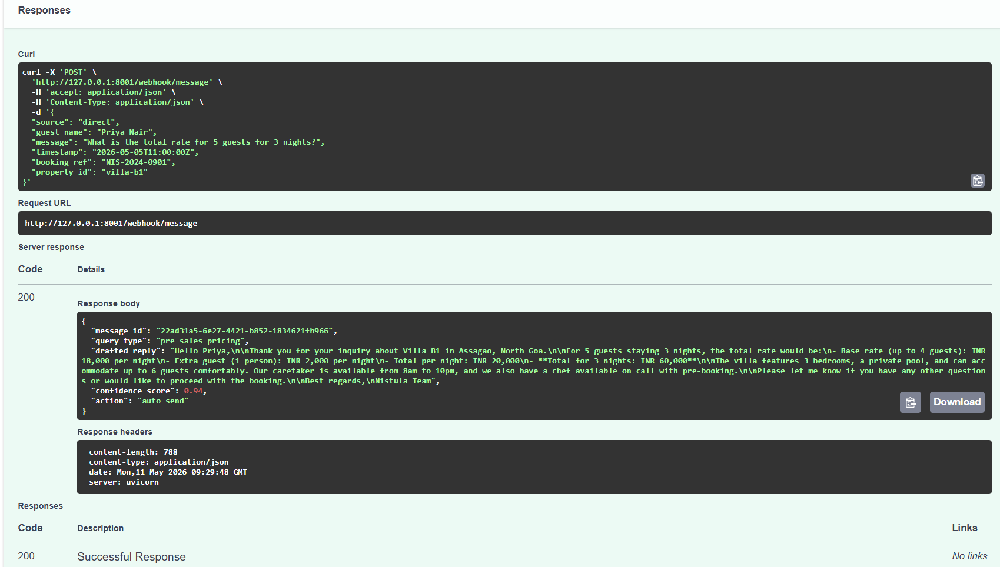 Responses
Curl
curl -X 'POST' \
  'http://127.0.0.1:8001/webhook/message' \
  -H 'accept: application/json' \
  -H 'Content-Type: application/json' \
  -d '{
  "source": "direct",
  "guest_name": "Priya Nair",
  "message": "What is the total rate for 5 guests for 3 nights?",
  "timestamp": "2026-05-05T11:00:00Z",
  "booking_ref": "NIS-2024-0901",
  "property_id": "villa-b1"
}'
Request URL
http://127.0.0.1:8001/webhook/message
Server response
Code Details
200
Response body
{
  "message_id": "22ad31a5-6e27-4421-b852-1834621fb966",
  "query_type": "pre_sales_pricing",
  "drafted_reply": "Hello Priya,\n\nThank you for your inquiry about Villa B1 in Assagao, North Goa.\n\nFor 5 guests staying 3 nights, the total rate would be:\n- Base rate (up to 4 guests): INR
18,000 per night\n- Extra guest (1 person): INR 2,000 per night\n- Total per night: INR 20,000\n- **Total for 3 nights: INR 60,000**\n\nThe villa features 3 bedrooms, a private pool, and can acc
ommodate up to 6 guests comfortably. Our caretaker is available from 8am to 10pm, and we also have a chef available on call with pre-booking.\n\nPlease let me know if you have any other question
s or would like to proceed with the booking.\n\nBest regards,\nNistula Team",
  "confidence_score": 0.94,
  "action": "auto_send"
}
Download
Response headers
content-length: 788
content-type: application/json
date: Mon,11 May 2026 09:29:48 GMT
server: uvicorn
Responses
Code Description Links
200 Successful Response No links